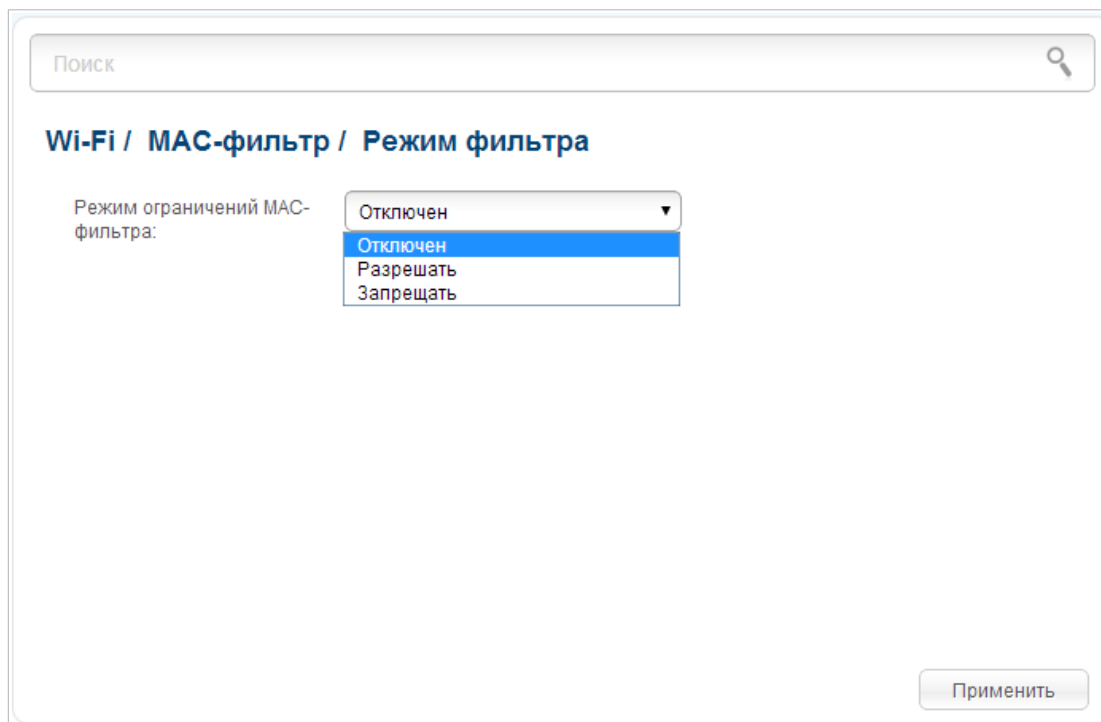 Поиск
Wi-Fi / MAC-фильтр / Режим фильтра
Режим ограничений MAC-
фильтра:
Отключен
Отключен
Разрешать
Запрещать
Применить